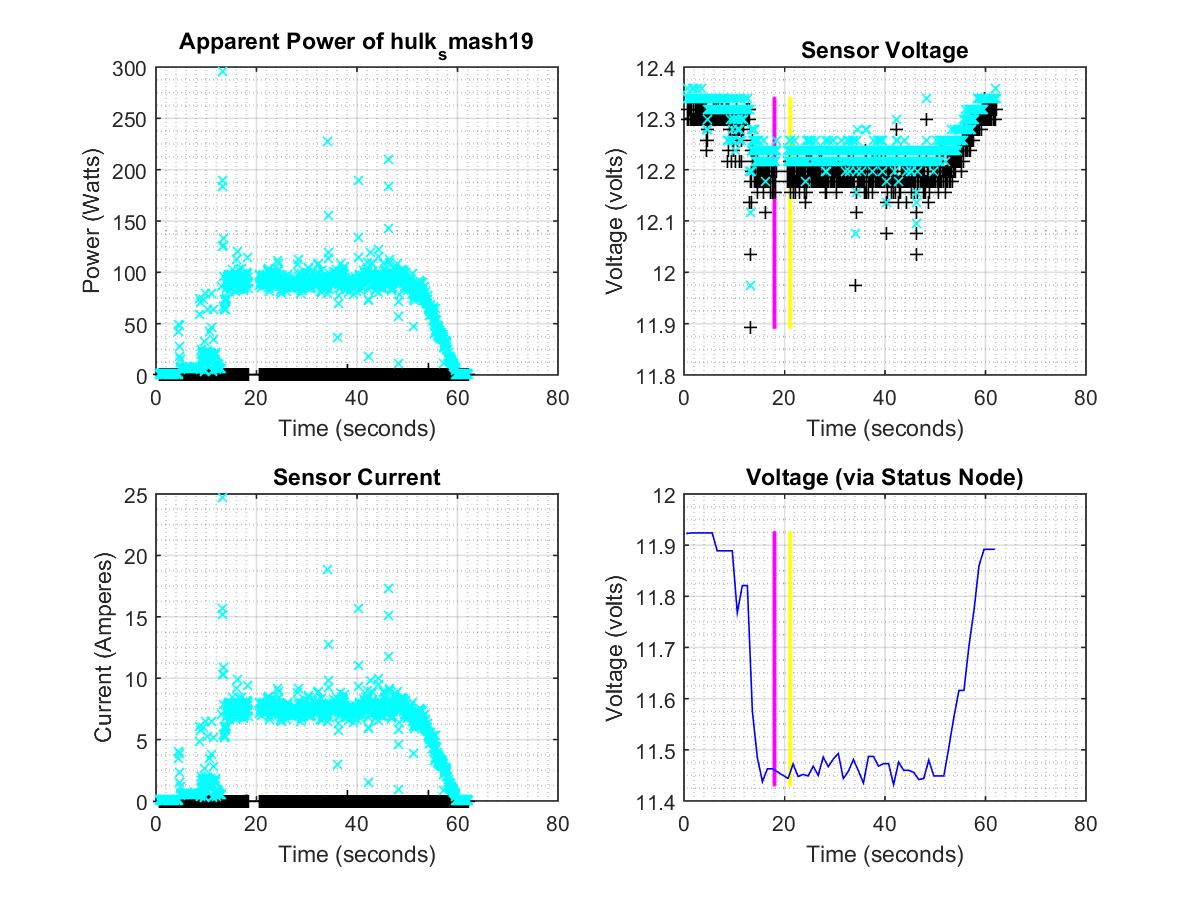 Apparent Power of hulk_smash19
300
250
200
150
100
50
0
0 20 40 60 80
Power (Watts)
Time (seconds)
Sensor Voltage
12.4
12.3
12.2
12.1
12
11.9
11.8
0 20 40 60 80
Voltage (volts)
Time (seconds)
Sensor Current
25
20
15
10
5
0
0 20 40 60 80
Current (Amperes)
Time (seconds)
Voltage (via Status Node)
12
11.9
11.8
11.7
11.6
11.5
11.4
0 20 40 60 80
Voltage (volts)
Time (seconds)